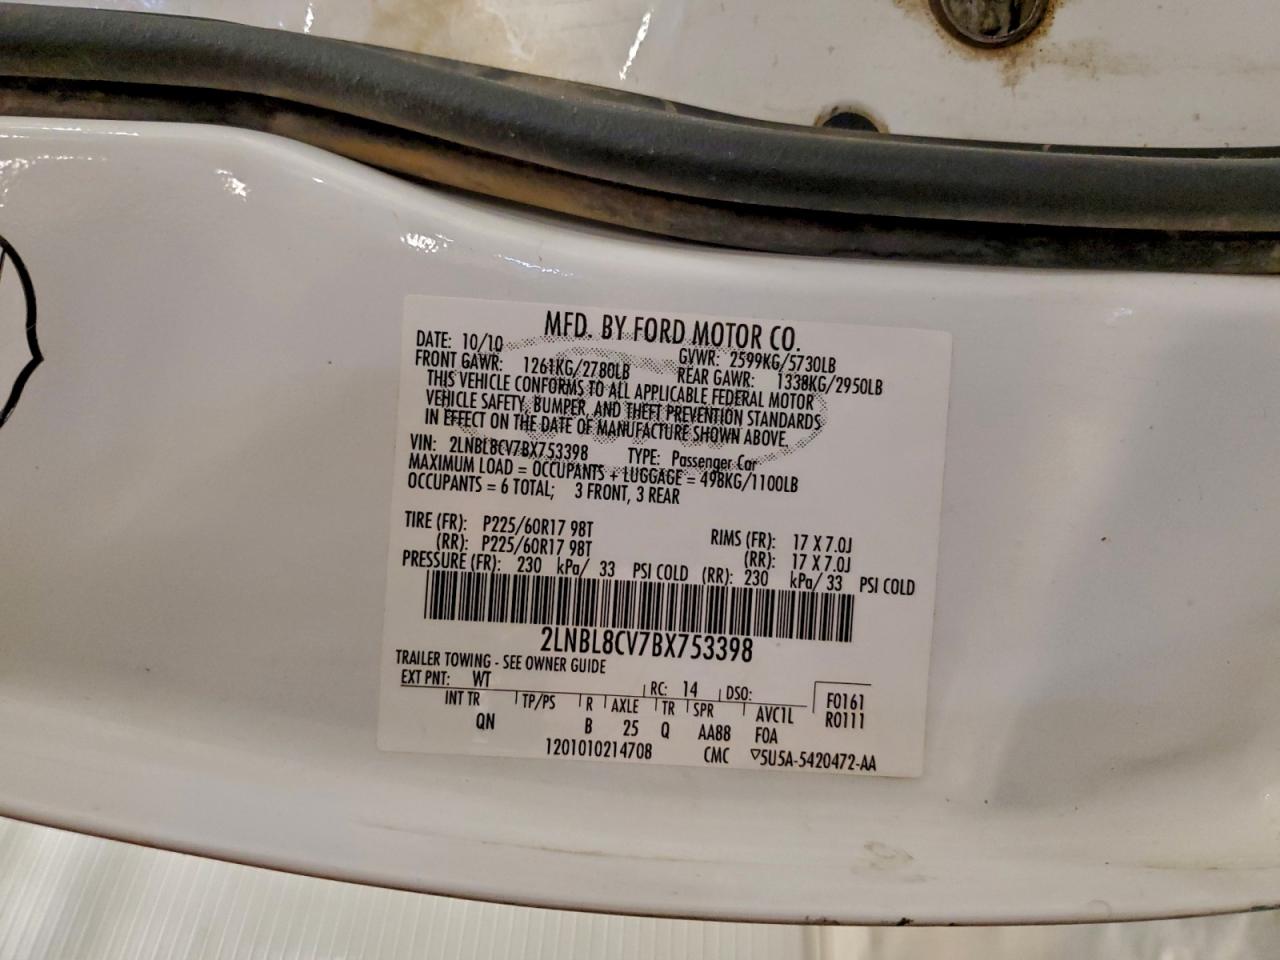 MFD. BY FORD MOTOR CO.
DATE: 10/10 GVWR: 2599KG/5730LB
FRONT GAWR: 1261KG/2780LB REAR GAWR: 1338KG/2950LB
THIS VEHICLE CONFORMS TO ALL APPLICABLE FEDERAL MOTOR
VEHICLE SAFETY, BUMPER, AND THEFT PREVENTION STANDARDS
IN EFFECT ON THE DATE OF MANUFACTURE SHOWN ABOVE.
VIN: 2LNBL8CV7BX753398 TYPE: Passenger Car
MAXIMUM LOAD = OCCUPANTS + LUGGAGE = 498KG/1100LB
OCCUPANTS = 6 TOTAL; 3 FRONT, 3 REAR
TIRE (FR): P225/60R17 98T RIMS (FR): 17 X 7.0J
(RR): P225/60R17 98T (RR): 17 X 7.0J
PRESSURE (FR): 230 kPa/ 33 PSI COLD (RR): 230 kPa/ 33 PSI COLD
2LNBL8CV7BX753398
TRAILER TOWING - SEE OWNER GUIDE
EXT PNT: WT RC: 14 DSO: F0161
INT TR TP/PS R AXLE TR SPR AVC1L R0111
QN B 25 Q AA88 F0A
1201010214708 CMC ▽5U5A-5420472-AA